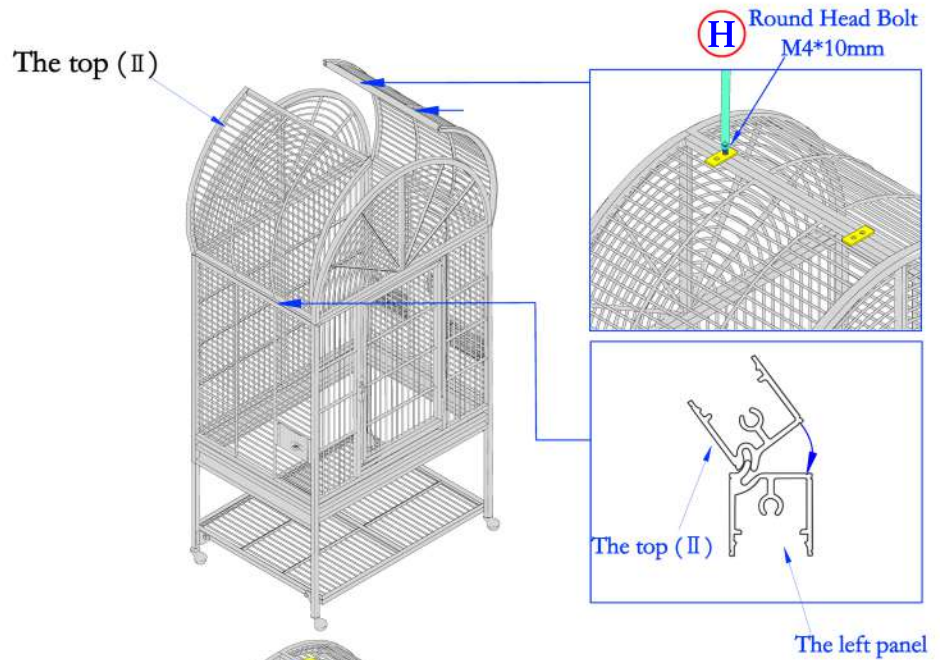 The top (Ⅱ)
H
Round Head Bolt
M4*10mm
The top (Ⅱ)
The left panel